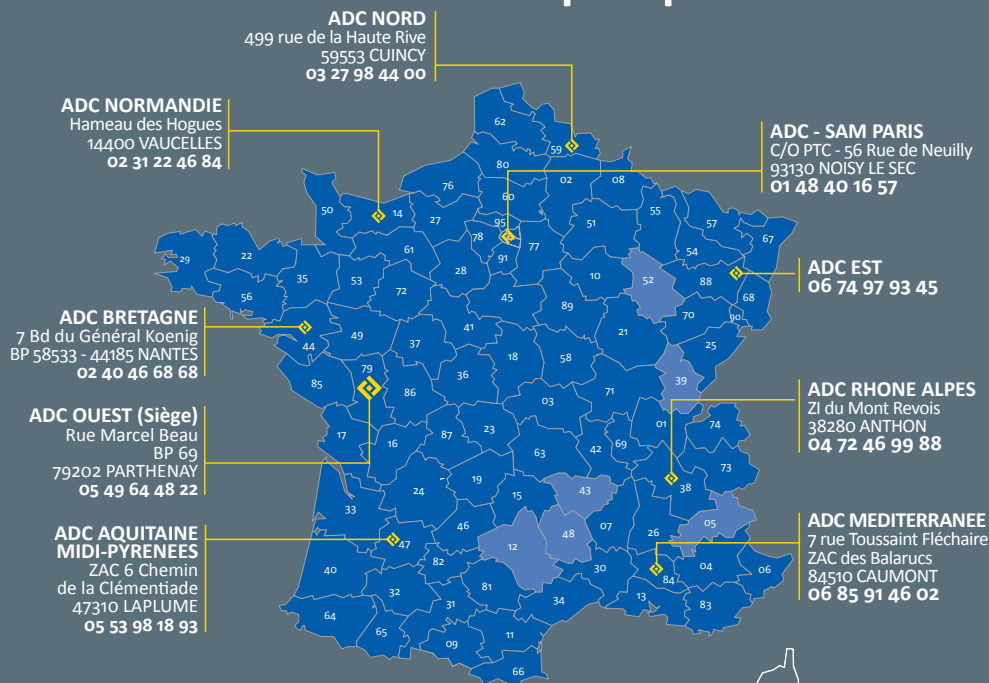 ADC NORD
499 rue de la Haute Rive
59553 CUINCY
03 27 98 44 00
ADC NORMANDIE
Hameau des Hogues
14400 VAUCELLES
02 31 22 46 84
ADC - SAM PARIS
C/O PTC - 56 Rue de Neuilly
93130 NOISY LE SEC
01 48 40 16 57
ADC EST
06 74 97 93 45
ADC BRETAGNE
7 Bd du Général Koenig
BP 58533 - 44185 NANTES
02 40 46 68 68
ADC OUEST (Siège)
Rue Marcel Beau
BP 69
79202 PARTHENAY
05 49 64 48 22
ADC RHONE ALPES
ZI du Mont Revois
38280 ANTHON
04 72 46 99 88
ADC AQUITAINE
MIDI-PYRENEES
ZAC 6 Chemin
de la Clémentiade
47310 LAPLUME
05 53 98 18 93
ADC MEDITERRANEE
7 rue Toussaint Fléchaire
ZAC des Balarucs
84510 CAUMONT
06 85 91 46 02
62
59
80
02
08
76
60
50
14
27
95
78
77
91
51
55
57
67
54
88
52
68
90
70
61
28
10
29
22
35
53
72
56
45
89
21
25
44
49
37
41
18
58
39
79
85
86
36
71
03
01
74
17
16
87
23
63
42
69
73
38
33
24
19
15
43
05
47
46
12
48
07
26
40
82
30
84
04
06
32
81
34
13
83
64
65
31
09
11
66